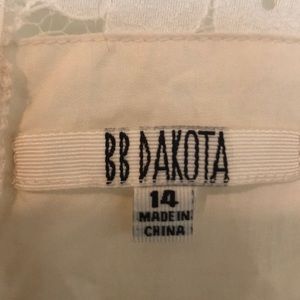 BB DAKOTA
14
MADE IN
CHINA